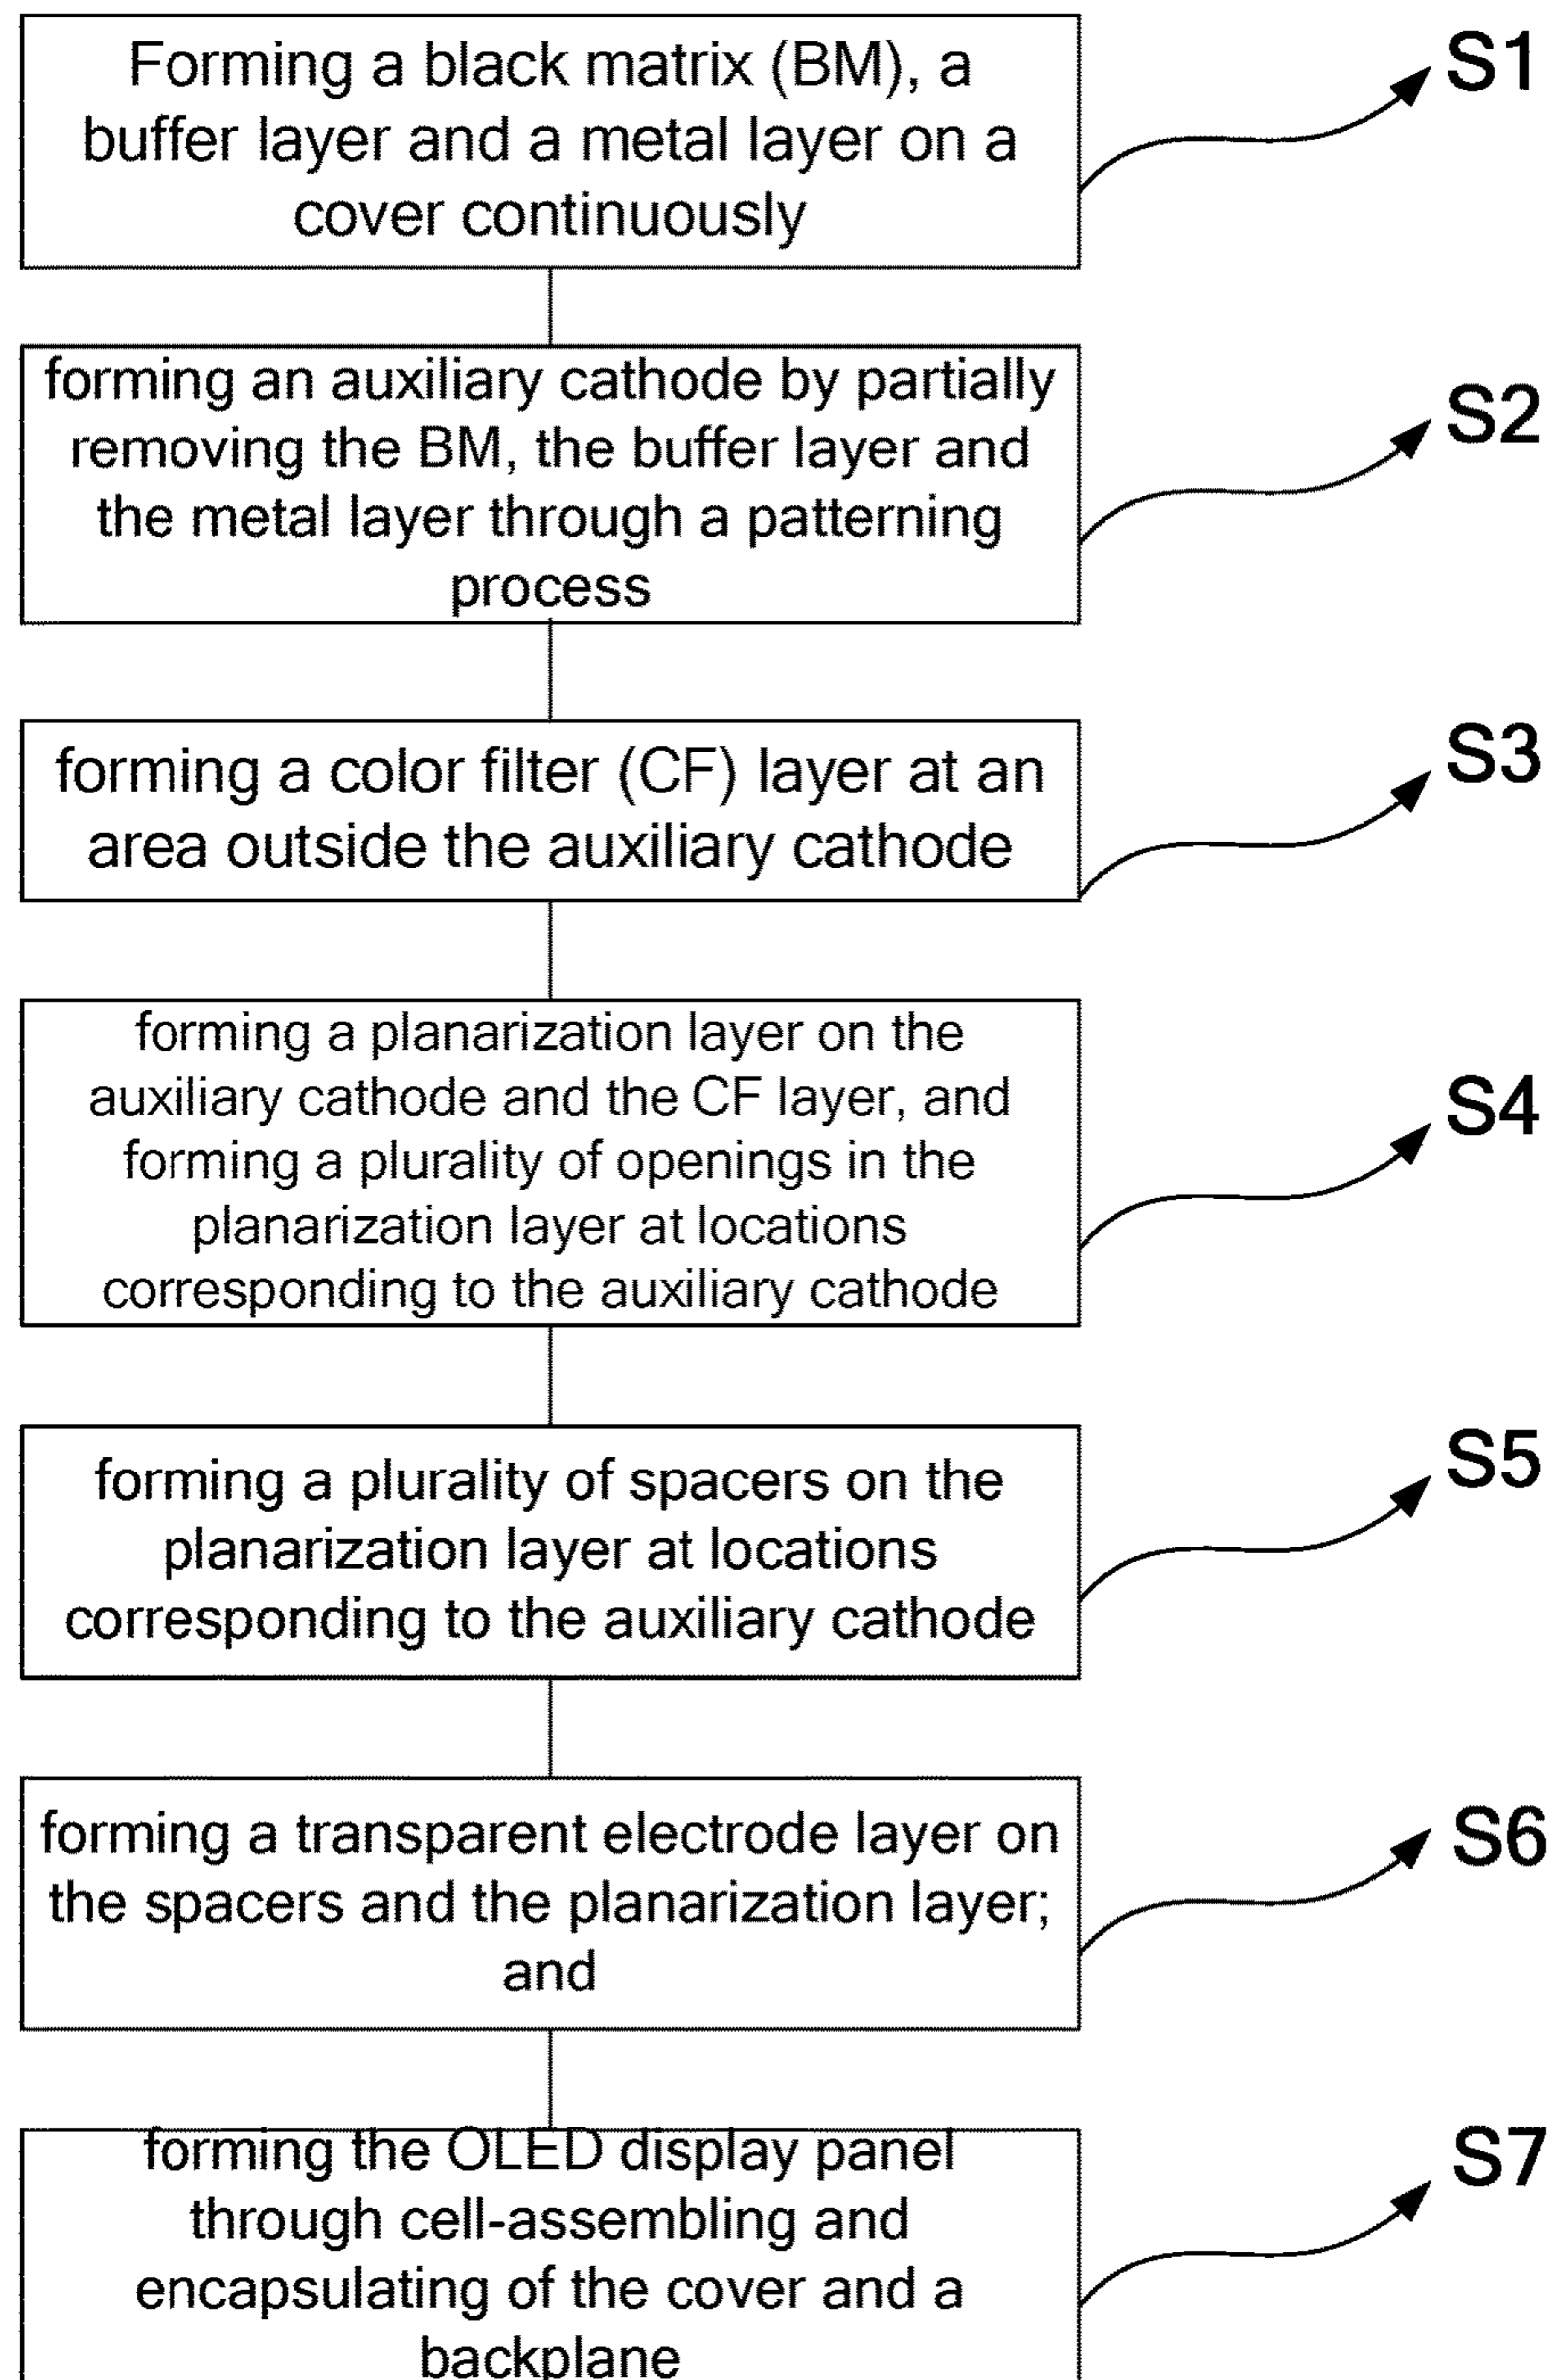 Forming a black matrix (BM), a
buffer layer and a metal layer on a
cover continuously
S1
forming an auxiliary cathode by partially
removing the BM, the buffer layer and
the metal layer through a patterning
process
S2
forming a color filter (CF) layer at an
area outside the auxiliary cathode
S3
forming a planarization layer on the
auxiliary cathode and the CF layer, and
forming a plurality of openings in the
planarization layer at locations
corresponding to the auxiliary cathode
S4
forming a plurality of spacers on the
planarization layer at locations
corresponding to the auxiliary cathode
S5
forming a transparent electrode layer on
the spacers and the planarization layer;
and
S6
forming the OLED display panel
through cell-assembling and
encapsulating of the cover and a
backplane
S7